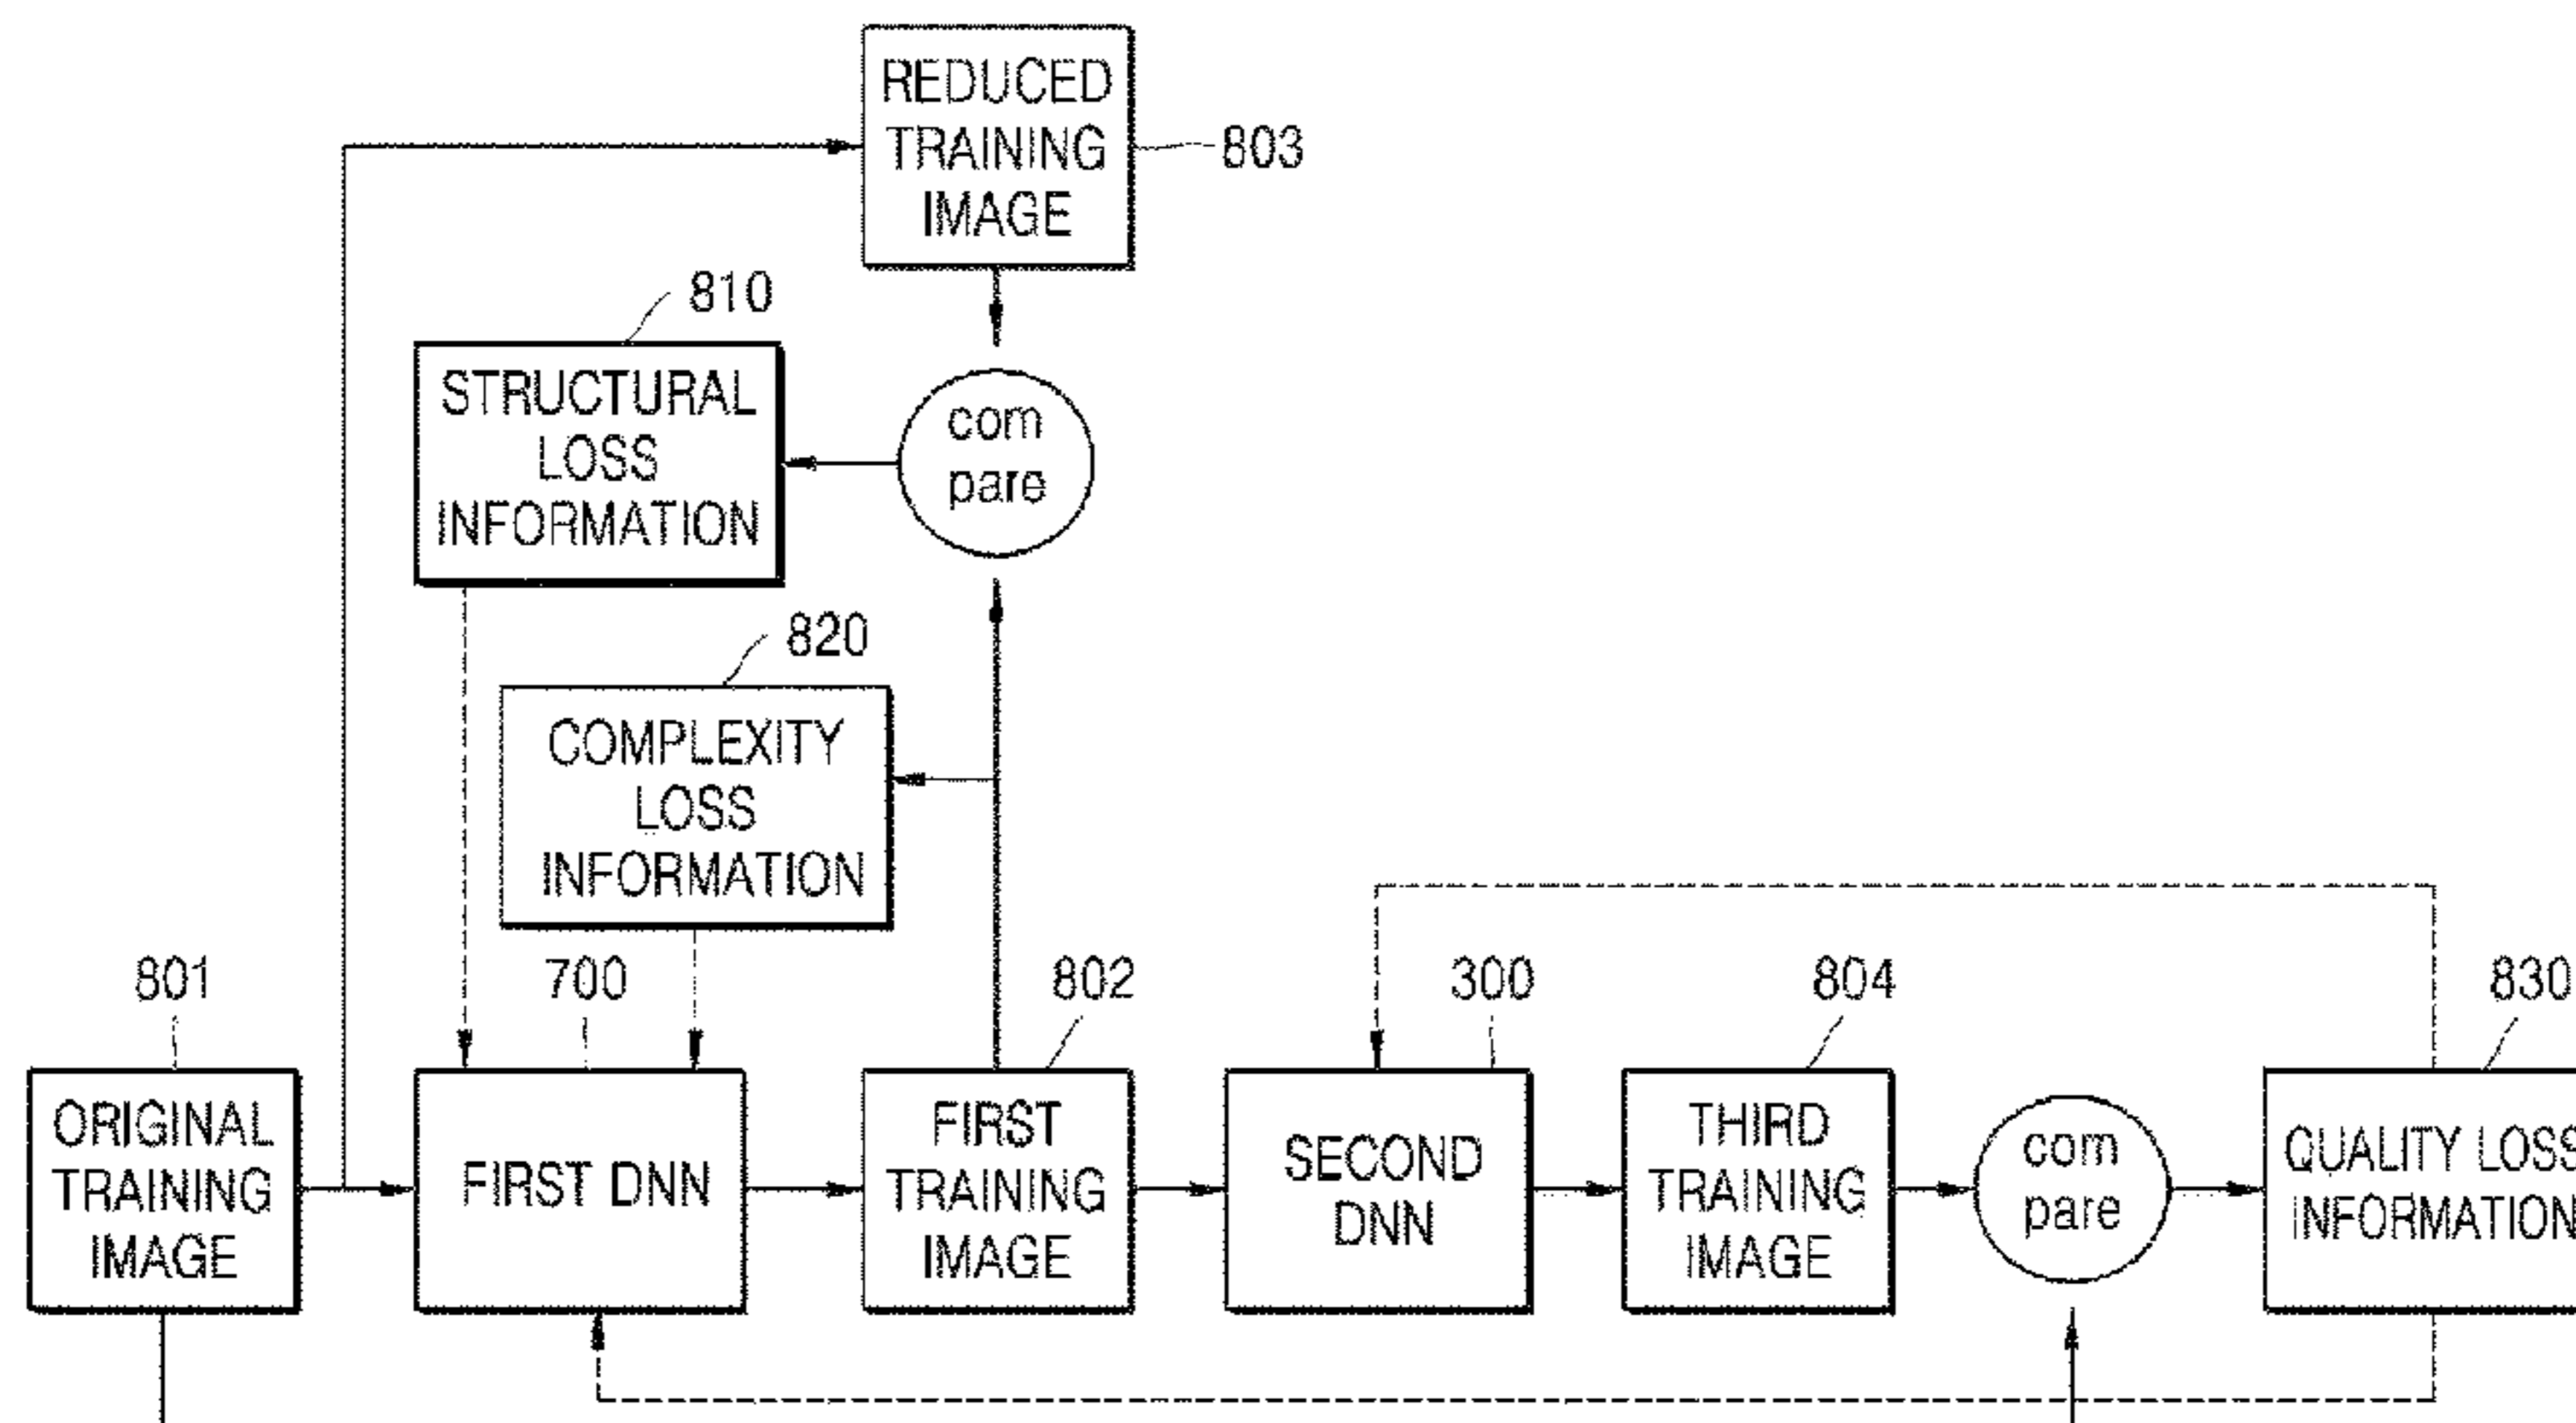 REDUCED
TRAINING
IMAGE
803
810
STRUCTURAL
LOSS
INFORMATION
com
pare
820
COMPLEXITY
LOSS
INFORMATION
801
700
802
300
804
830
ORIGINAL
TRAINING
IMAGE
FIRST DNN
FIRST
TRAINING
IMAGE
SECOND
DNN
THIRD
TRAINING
IMAGE
com
pare
QUALITY LOSS
INFORMATION